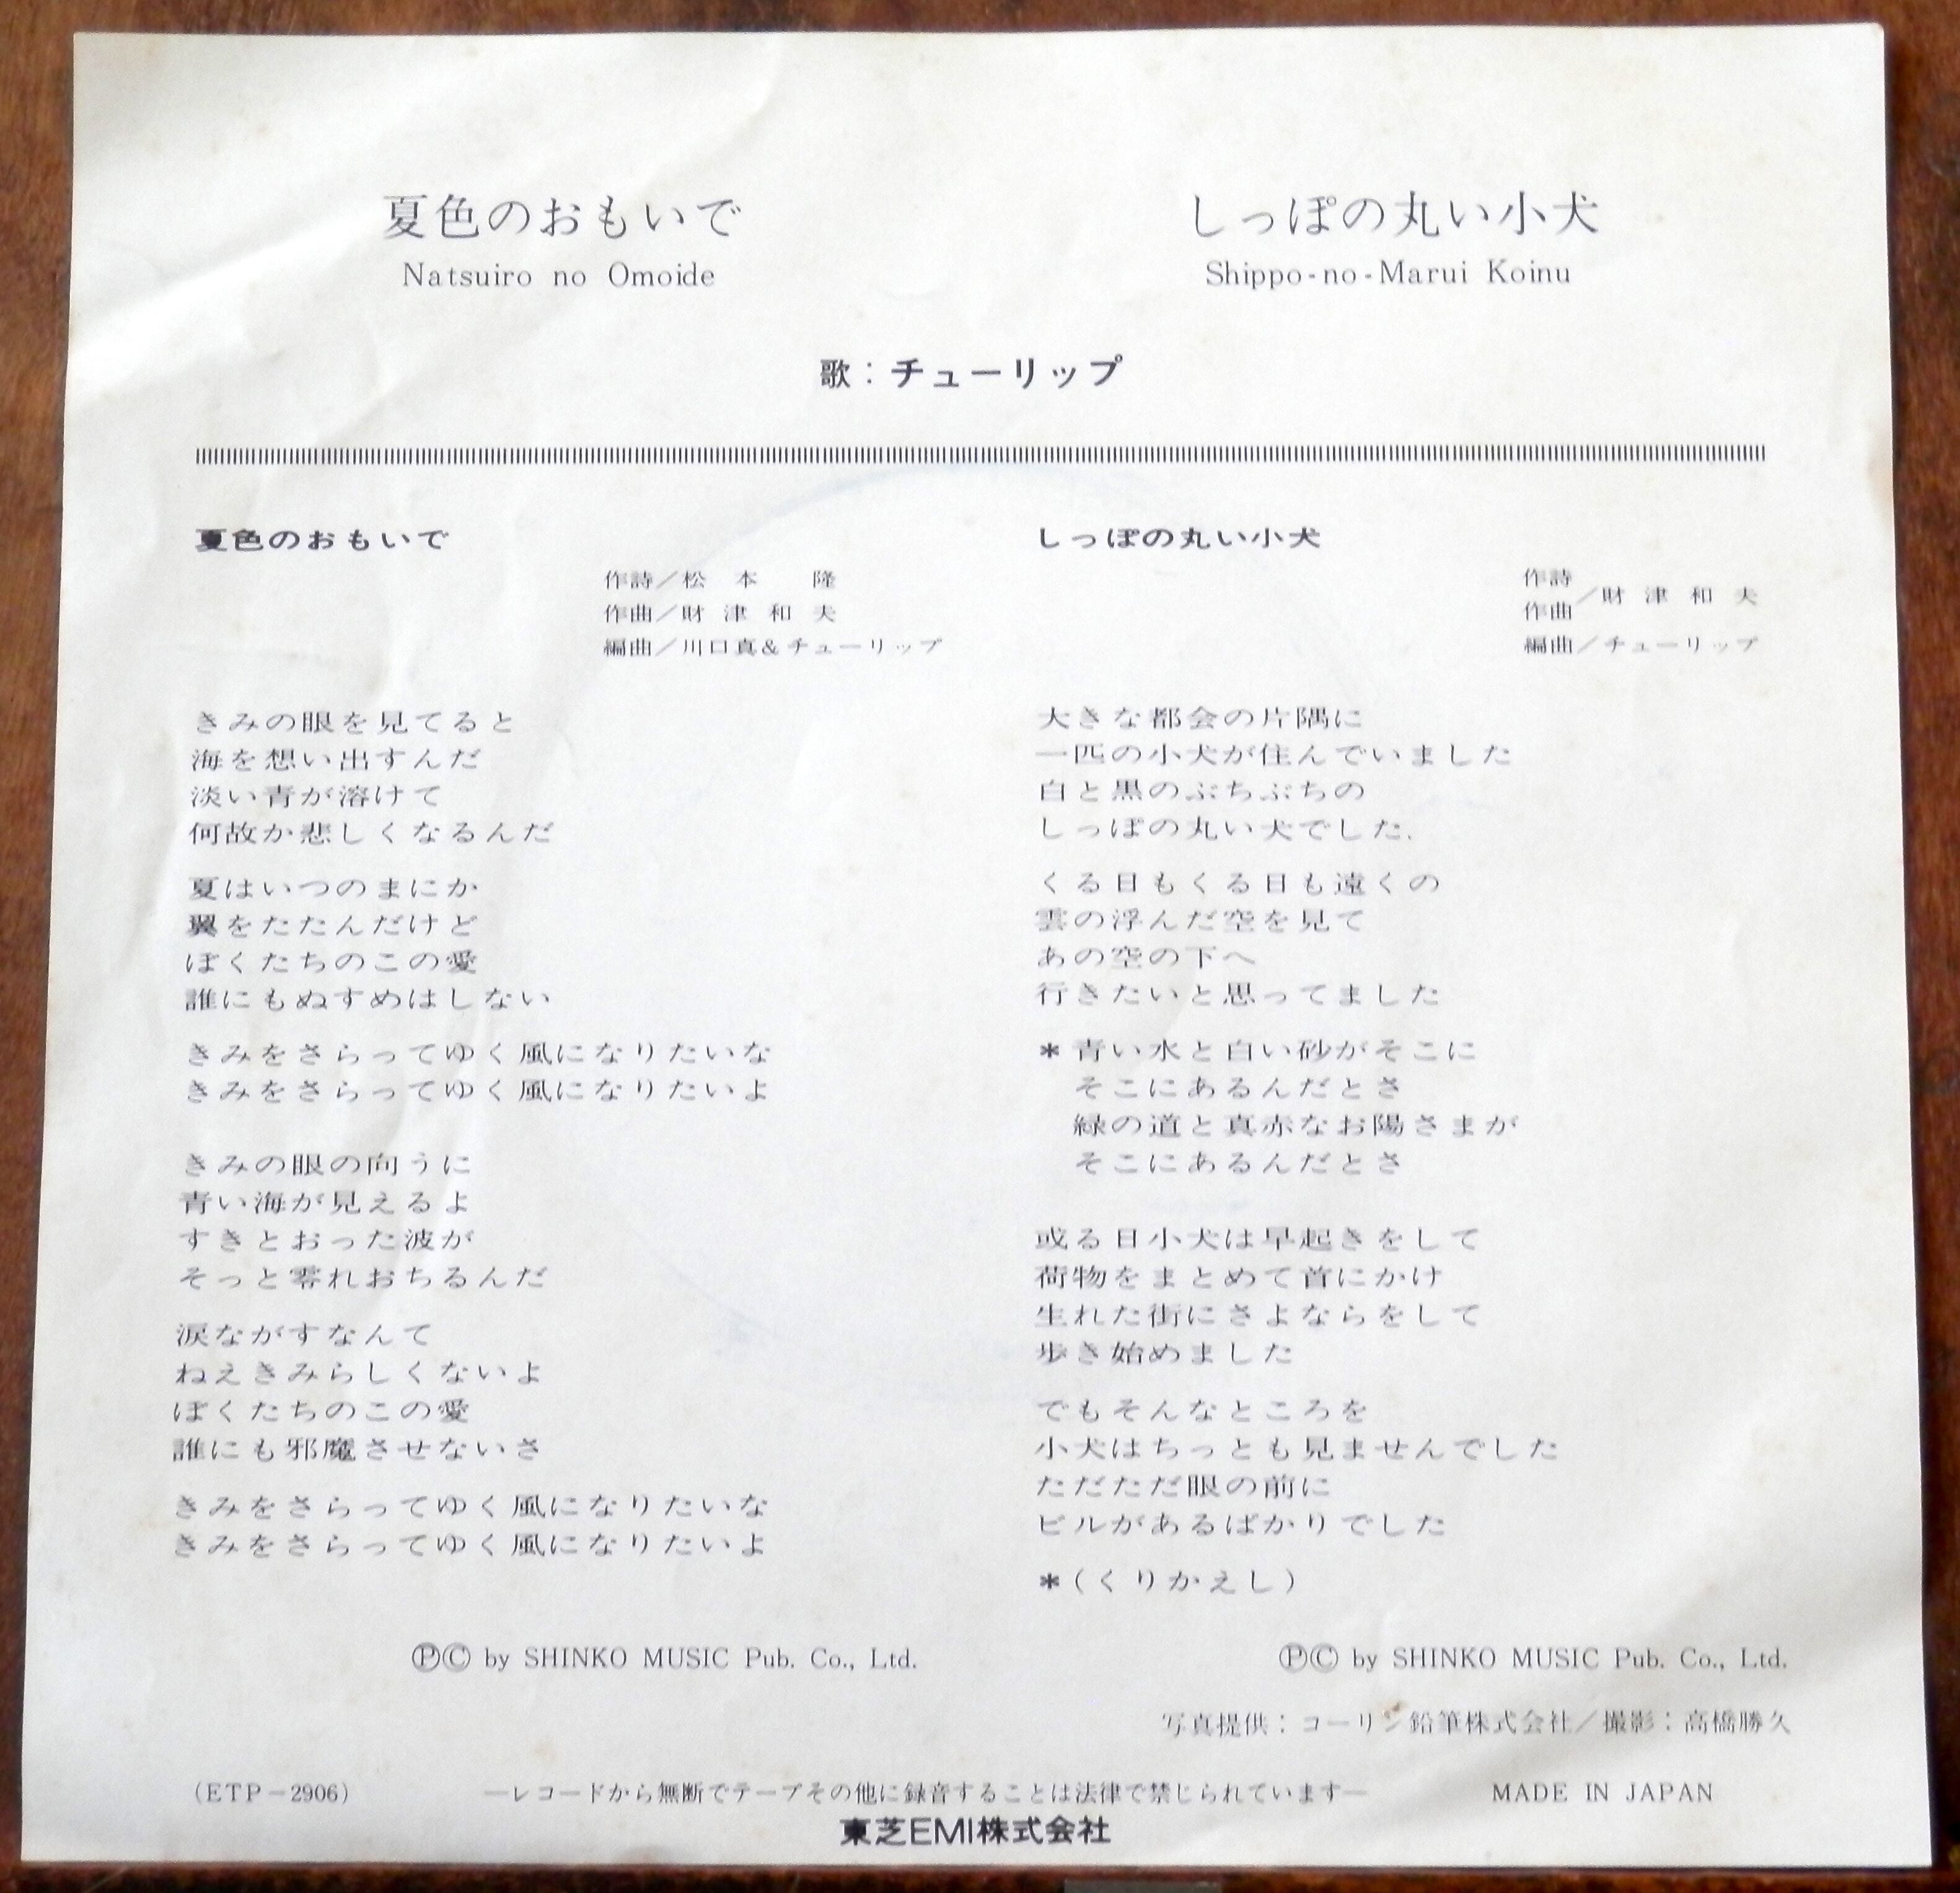 夏色のおもいで
Natsuiro no Omoide
しっぽの丸い小犬
Shippo-no-Marui Koinu
歌：チューリップ
夏色のおもいで
作詩／松本 隆
作曲／財津和夫
編曲／川口真&チューリップ
きみの眼を見てると
海を想い出すんだ
淡い青が溶けて
何故か悲しくなるんだ
夏はいつのまにか
翼をたたんだけど
ぼくたちのこの愛
誰にもぬすめはしない
きみをさらってゆく風になりたいな
きみをさらってゆく風になりたいよ
きみの眼の向うに
青い海が見えるよ
すきとおった波が
そっと零れおちるんだ
涙ながすなんて
ねえきみらしくないよ
ぼくたちのこの愛
誰にも邪魔させないさ
きみをさらってゆく風になりたいな
きみをさらってゆく風になりたいよ
ⓅⒸ by SHINKO MUSIC Pub. Co., Ltd.
しっぽの丸い小犬
作詩
作曲／財津和夫
編曲／チューリップ
大きな都会の片隅に
一匹の小犬が住んでいました
白と黒のぶちぶちの
しっぽの丸い犬でした.
くる日もくる日も遠くの
雲の浮んだ空を見て
あの空の下へ
行きたいと思ってました
＊青い水と白い砂がそこに
そこにあるんだとさ
緑の道と真赤なお陽さまが
そこにあるんだとさ
或る日小犬は早起きをして
荷物をまとめて首にかけ
生れた街にさよならをして
歩き始めました
でもそんなところを
小犬はちっとも見ませんでした
ただただ眼の前に
ビルがあるばかりでした
＊(くりかえし)
ⓅⒸ by SHINKO MUSIC Pub. Co., Ltd.
写真提供：コーリン鉛筆株式会社／撮影：高橋勝久
(ETP-2906)
―レコードから無断でテープその他に録音することは法律で禁じられています―
MADE IN JAPAN
東芝EMI株式会社